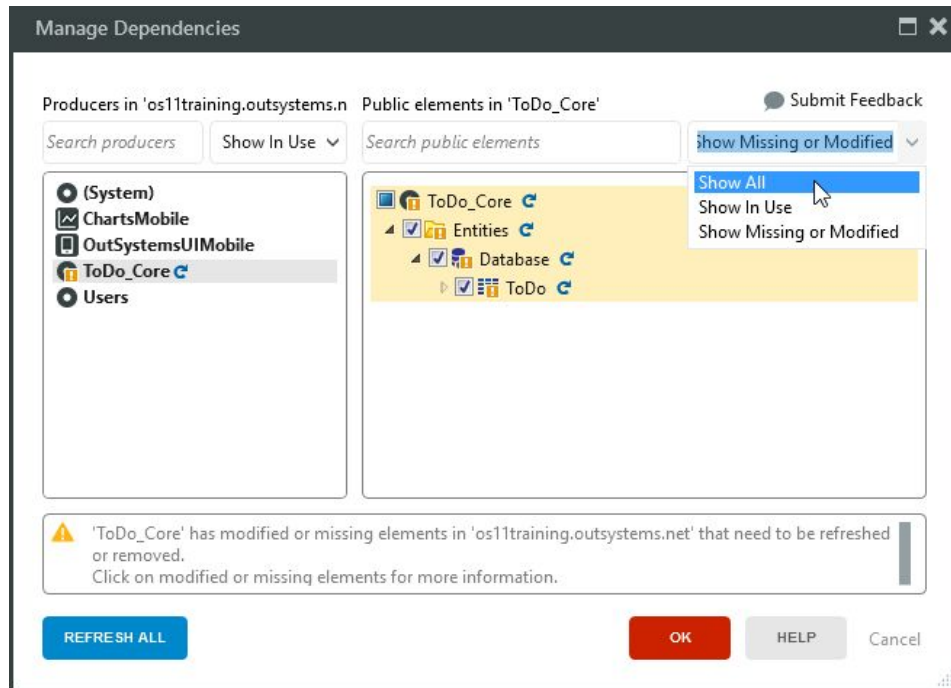 Manage Dependencies
Producers in 'os11training.outsystems.n
Public elements in 'ToDo_Core'
Submit Feedback
Search producers
Show In Use
Search public elements
Show Missing or Modified
Show All
Show In Use
Show Missing or Modified
(System)
ChartsMobile
OutSystemsUIMobile
ToDo_Core
Users
ToDo_Core
Entities
Database
ToDo
'ToDo_Core' has modified or missing elements in 'os11training.outsystems.net' that need to be refreshed
or removed.
Click on modified or missing elements for more information.
REFRESH ALL
OK
HELP
Cancel